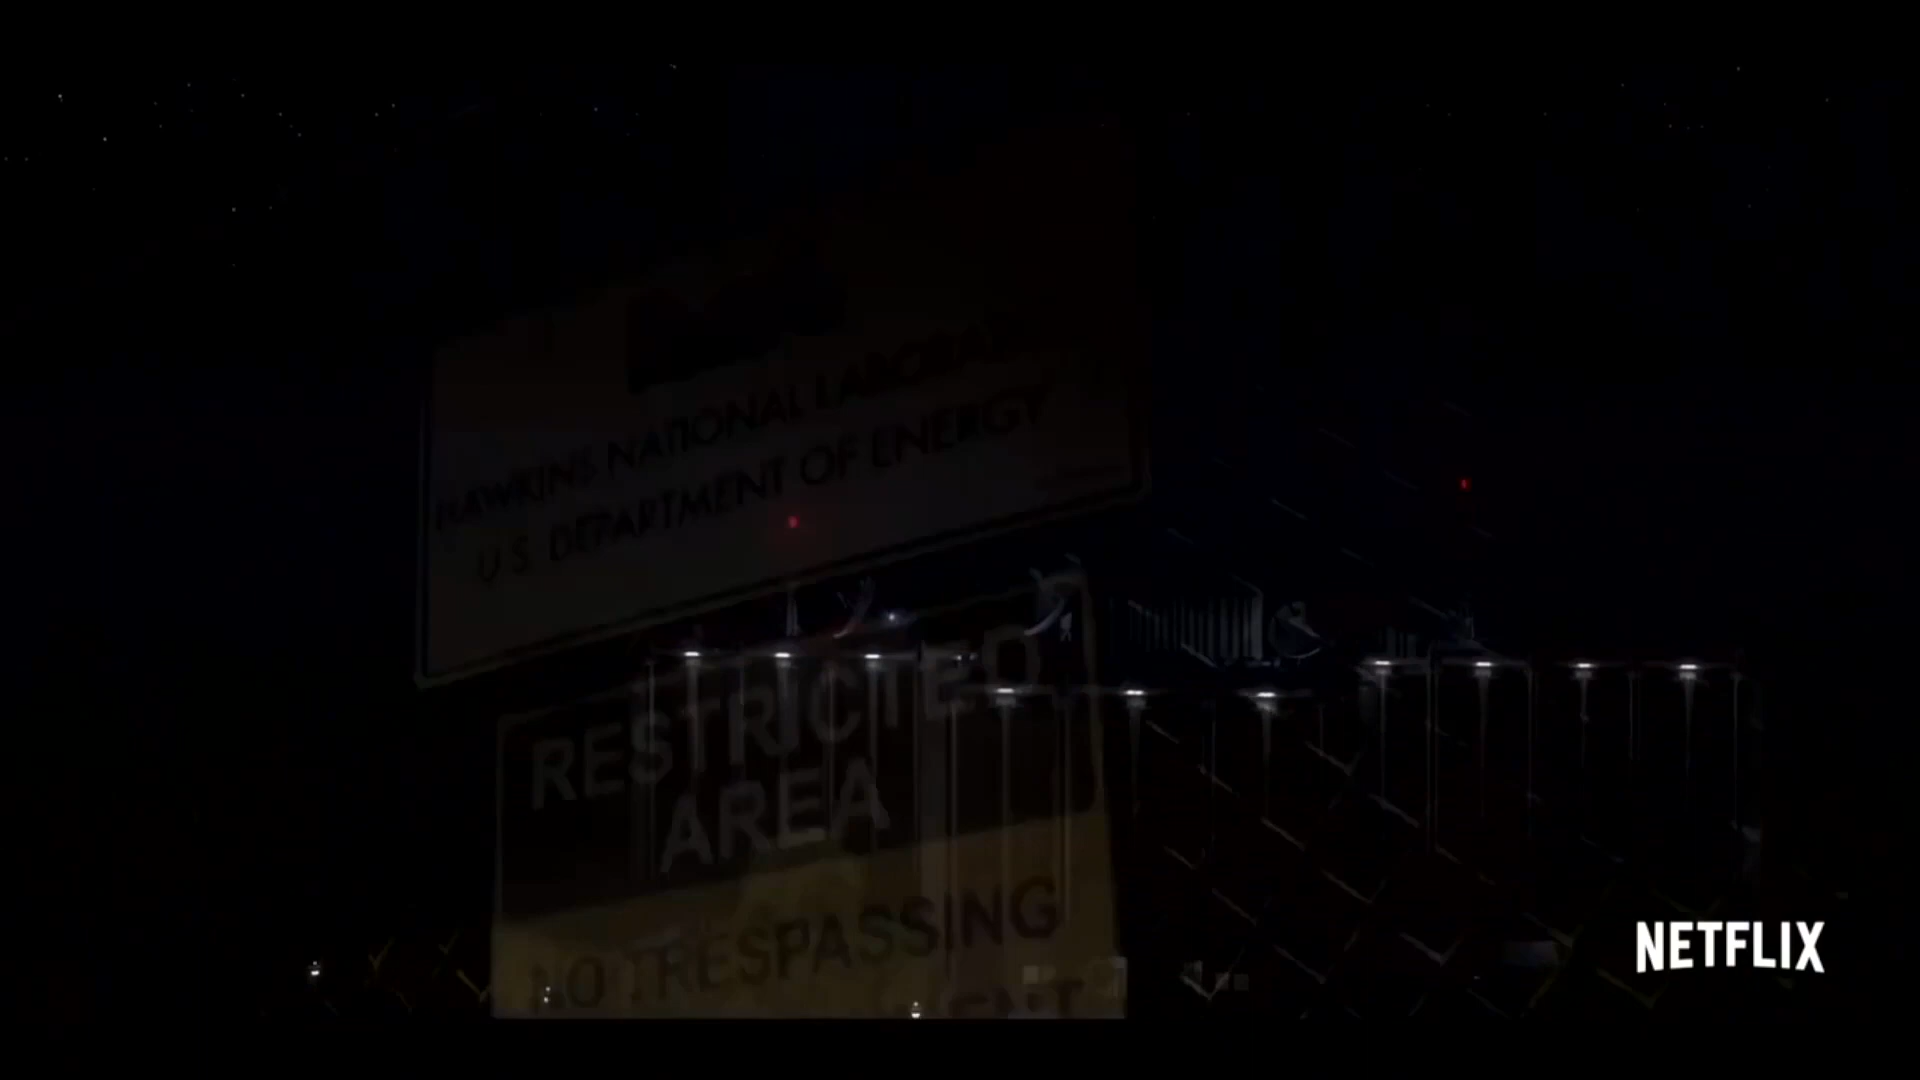 HAWKINS NATIONAL LABORA
U.S. DEPARTMENT OF ENERGY
RESTRICTED
AREA
NO TRESPASSING
NETFLIX